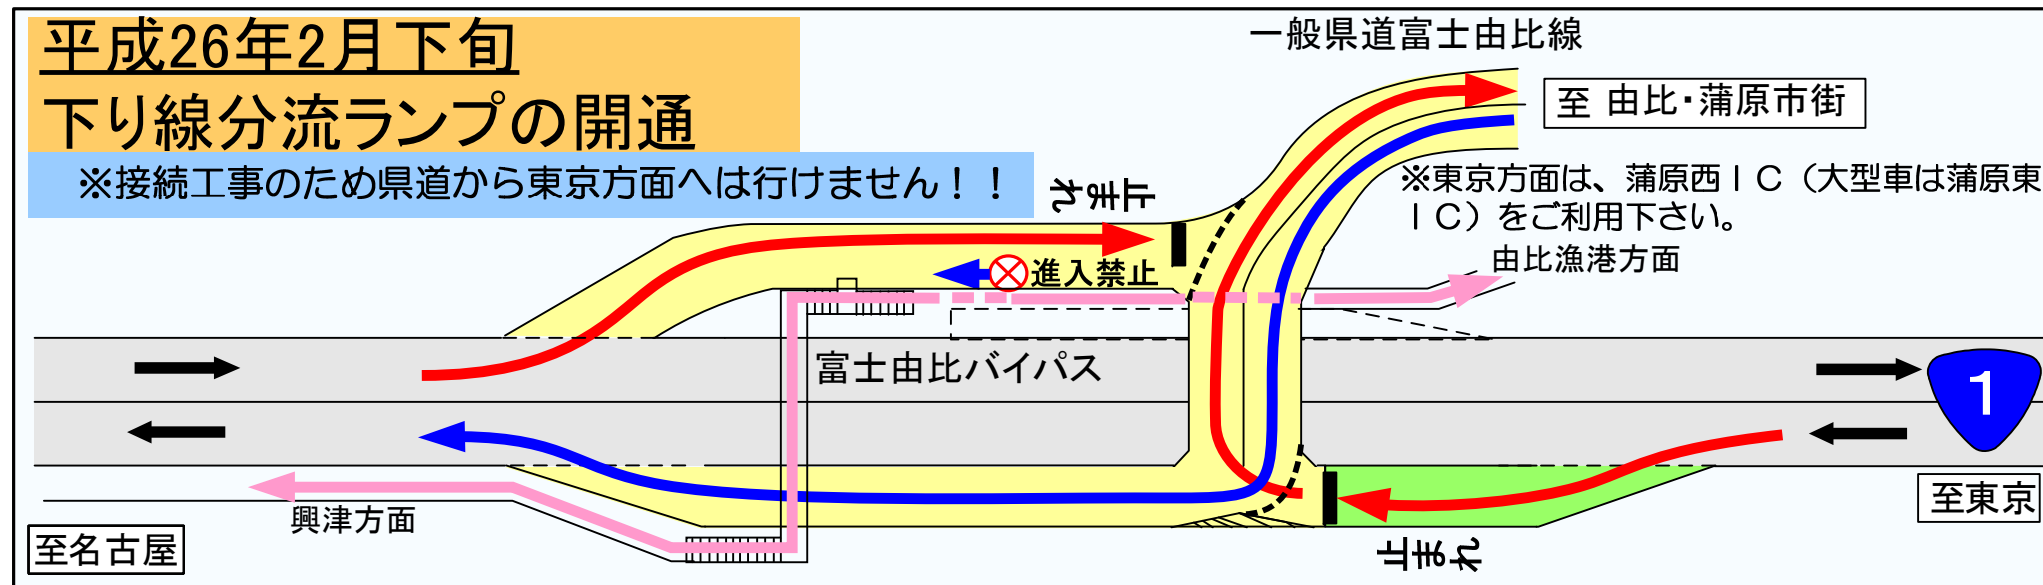 平成26年2月下旬
下り線分流ランプの開通
※接続工事のため県道から東京方面へは行けません！！
一般県道富士由比線
至 由比・蒲原市街
※東京方面は、蒲原西ＩＣ（大型車は蒲原東
ＩＣ）をご利用下さい。
止まれ
由比漁港方面
進入禁止
富士由比バイパス
1
興津方面
至名古屋
至東京
止まれ